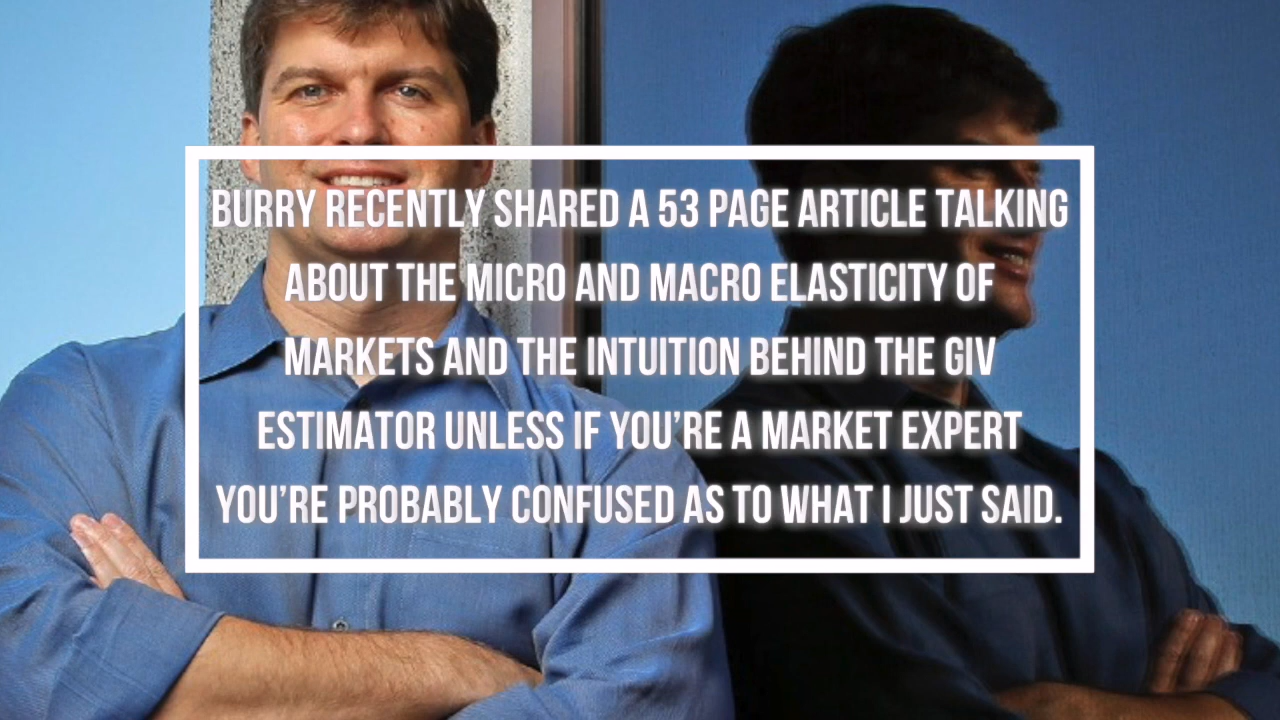 BURRY RECENTLY SHARED A 53 PAGE ARTICLE TALKING
ABOUT THE MICRO AND MACRO ELASTICITY OF
MARKETS AND THE INTUITION BEHIND THE GIV
ESTIMATOR UNLESS IF YOU’RE A MARKET EXPERT
YOU’RE PROBABLY CONFUSED AS TO WHAT I JUST SAID.